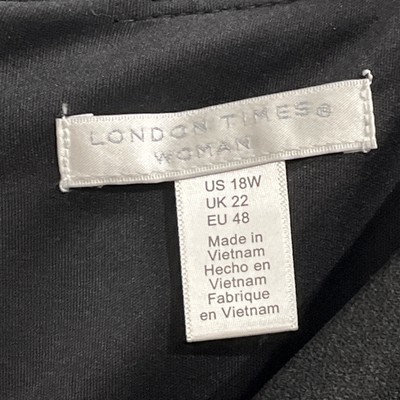 LONDON TIMES®
WOMAN
US 18W
UK 22
EU 48
Made in
Vietnam
Hecho en
Vietnam
Fabrique
en Vietnam